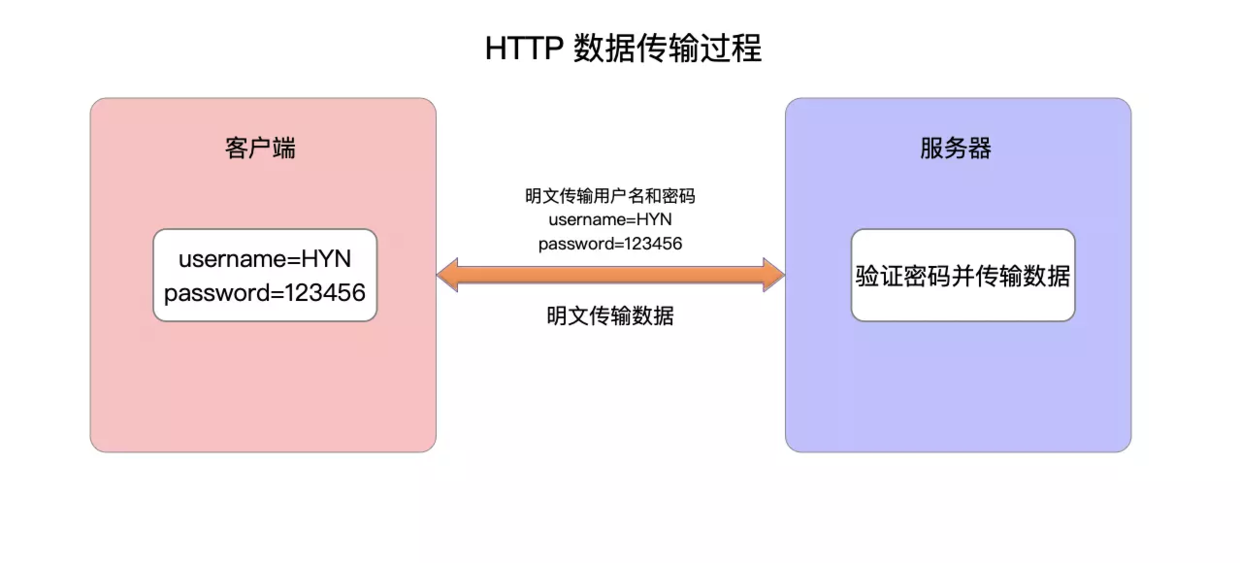 HTTP 数据传输过程
客户端
服务器
明文传输用户名和密码
username=HYN
password=123456
username=HYN
password=123456
验证密码并传输数据
明文传输数据